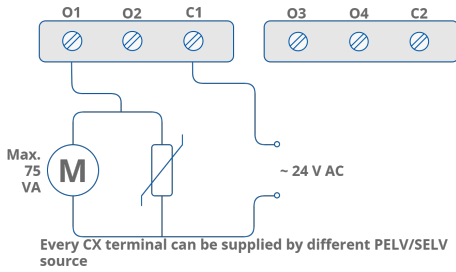 O1 O2 C1 O3 O4 C2
Max.
75
VA
M
~ 24 V AC
Every CX terminal can be supplied by different PELV/SELV
source